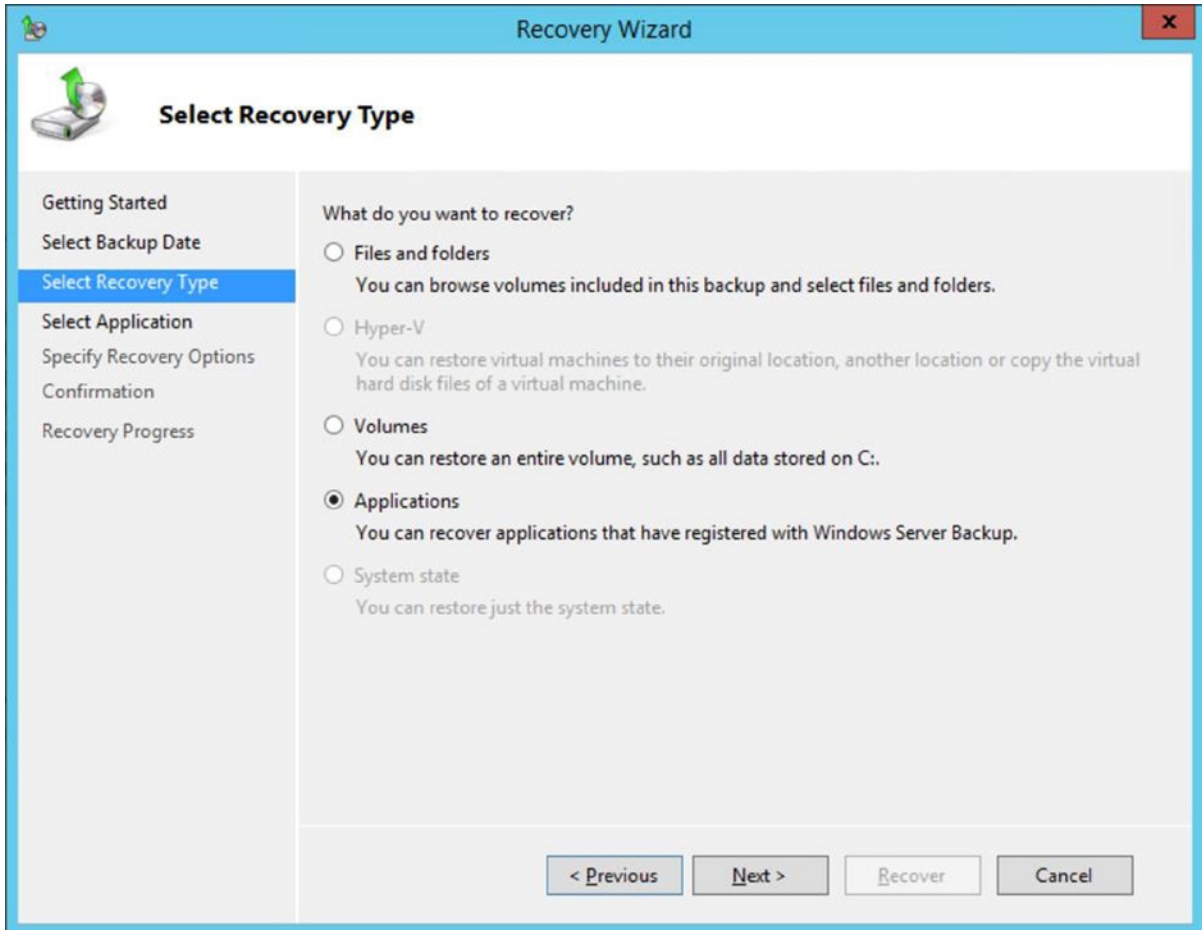 Recovery Wizard
x
Select Recovery Type
Getting Started
Select Backup Date
Select Recovery Type
Select Application
Specify Recovery Options
Confirmation
Recovery Progress
What do you want to recover?
Files and folders
You can browse volumes included in this backup and select files and folders.
Hyper-V
You can restore virtual machines to their original location, another location or copy the virtual
hard disk files of a virtual machine.
Volumes
You can restore an entire volume, such as all data stored on C:.
Applications
You can recover applications that have registered with Windows Server Backup.
System state
You can restore just the system state.
< Previous
Next >
Recover
Cancel